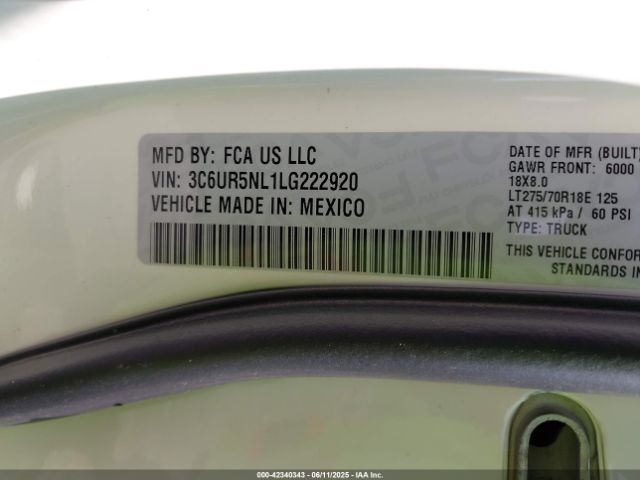 MFD BY: FCA US LLC
VIN: 3C6UR5NL1LG222920
VEHICLE MADE IN: MEXICO
DATE OF MFR (BUILT)
GAWR FRONT: 6000
18X8.0
LT275/70R18E 125
AT 415 kPa / 60 PSI
TYPE: TRUCK
THIS VEHICLE CONFOR
STANDARDS IN
000-42340343 - 06/11/2025 - IAA Inc.